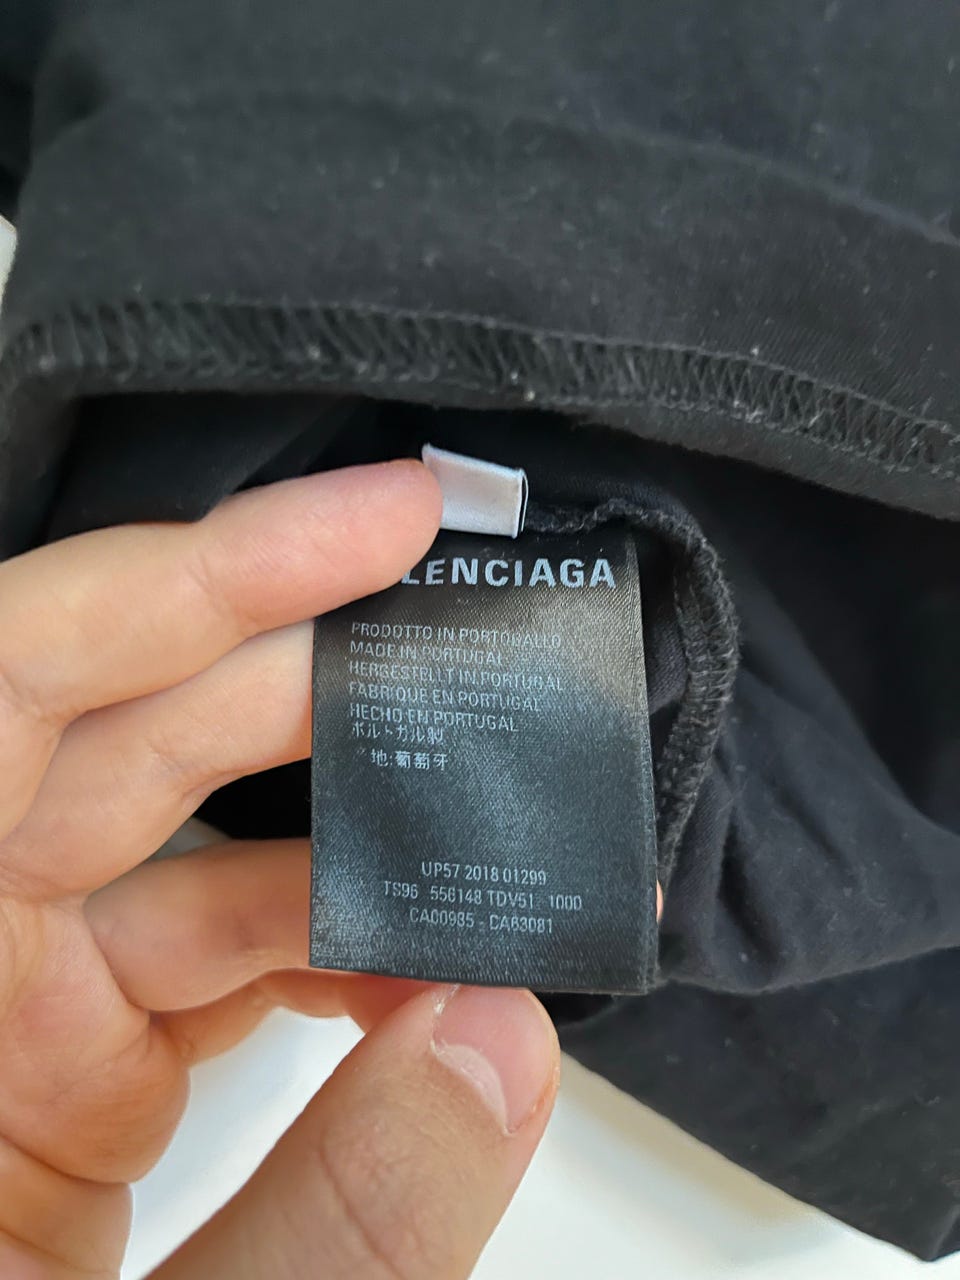 LENCIAGA
PRODOTTO IN PORTOGALLO
MADE IN PORTUGAL
HERGESTELLT IN PORTUGAL
FABRIQUE EN PORTUGAL
HECHO EN PORTUGAL
ポルトガル製
地:葡萄牙
UP57 2018 01299
TS96 556148 TDV51 1000
CA00985 - CA63081